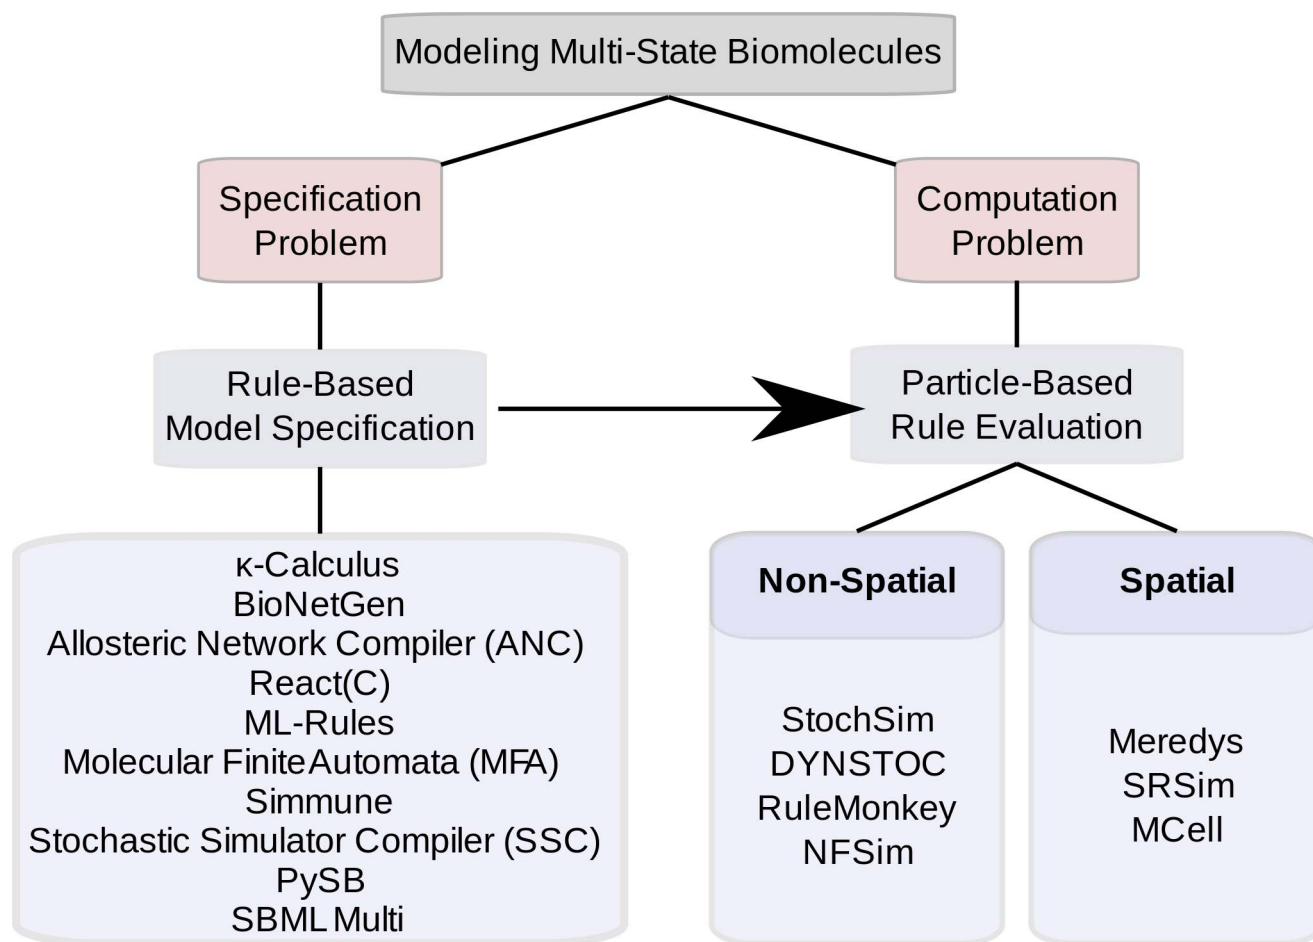 Modeling Multi-State Biomolecules
Specification
Problem
Computation
Problem
Rule-Based
Model Specification
Particle-Based
Rule Evaluation
κ-Calculus
BioNetGen
Allosteric Network Compiler (ANC)
React(C)
ML-Rules
Molecular Finite Automata (MFA)
Simmune
Stochastic Simulator Compiler (SSC)
PySB
SBML Multi
Non-Spatial
StochSim
DYNSTOC
RuleMonkey
NFSim
Spatial
Meredys
SRSim
MCell